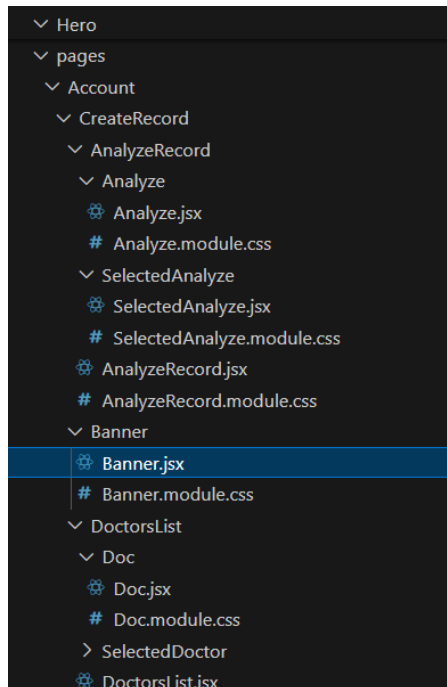 Hero
pages
Account
CreateRecord
AnalyzeRecord
Analyze
Analyze.jsx
# Analyze.module.css
SelectedAnalyze
SelectedAnalyze.jsx
# SelectedAnalyze.module.css
AnalyzeRecord.jsx
# AnalyzeRecord.module.css
Banner
Banner.jsx
# Banner.module.css
DoctorsList
Doc
Doc.jsx
# Doc.module.css
SelectedDoctor
DoctorsList.jsx